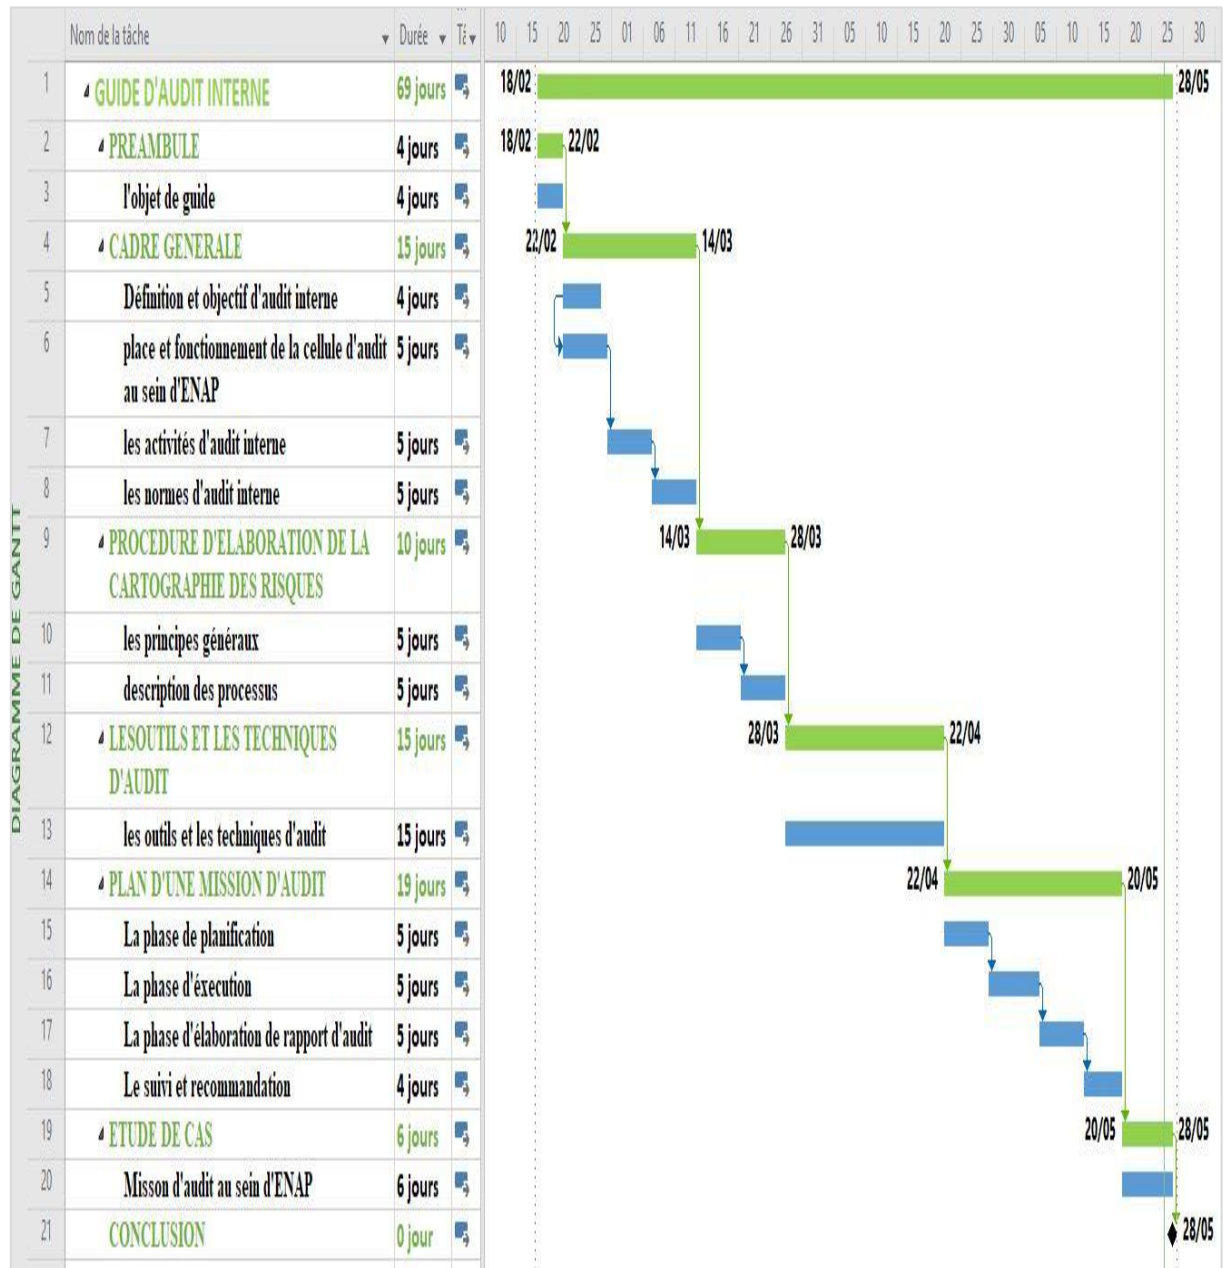 DIAGRAMME DE GANTT
Nom de la tâche Durée 10 15 20 25 01 06 11 16 21 26 31 05 10 15 20 25 30 05 10 15 20 25 30
1 GUIDE D'AUDIT INTERNE 69 jours 18/02 28/05
2 PREAMBULE 4 jours 18/02 22/02
3 l'objet de guide 4 jours
4 CADRE GENERALE 15 jours 22/02 14/03
5 Définition et objectif d'audit interne 4 jours
6 place et fonctionnement de la cellule d'audit 5 jours
au sein d'ENAP
7 les activités d'audit interne 5 jours
8 les normes d'audit interne 5 jours
9 PROCEDURE D'ELABORATION DE LA 10 jours 14/03 28/03
CARTOGRAPHIE DES RISQUES
10 les principes généraux 5 jours
11 description des processus 5 jours
12 LESOUTILS ET LES TECHNIQUES 15 jours 28/03 22/04
D'AUDIT
13 les outils et les techniques d'audit 15 jours
14 PLAN D'UNE MISSION D'AUDIT 19 jours 22/04 20/05
15 La phase de planification 5 jours
16 La phase d'éxecution 5 jours
17 La phase d'élaboration de rapport d'audit 5 jours
18 Le suivi et recommandation 4 jours
19 ETUDE DE CAS 6 jours 20/05 28/05
20 Misson d'audit au sein d'ENAP 6 jours
21 CONCLUSION 0 jour 28/05